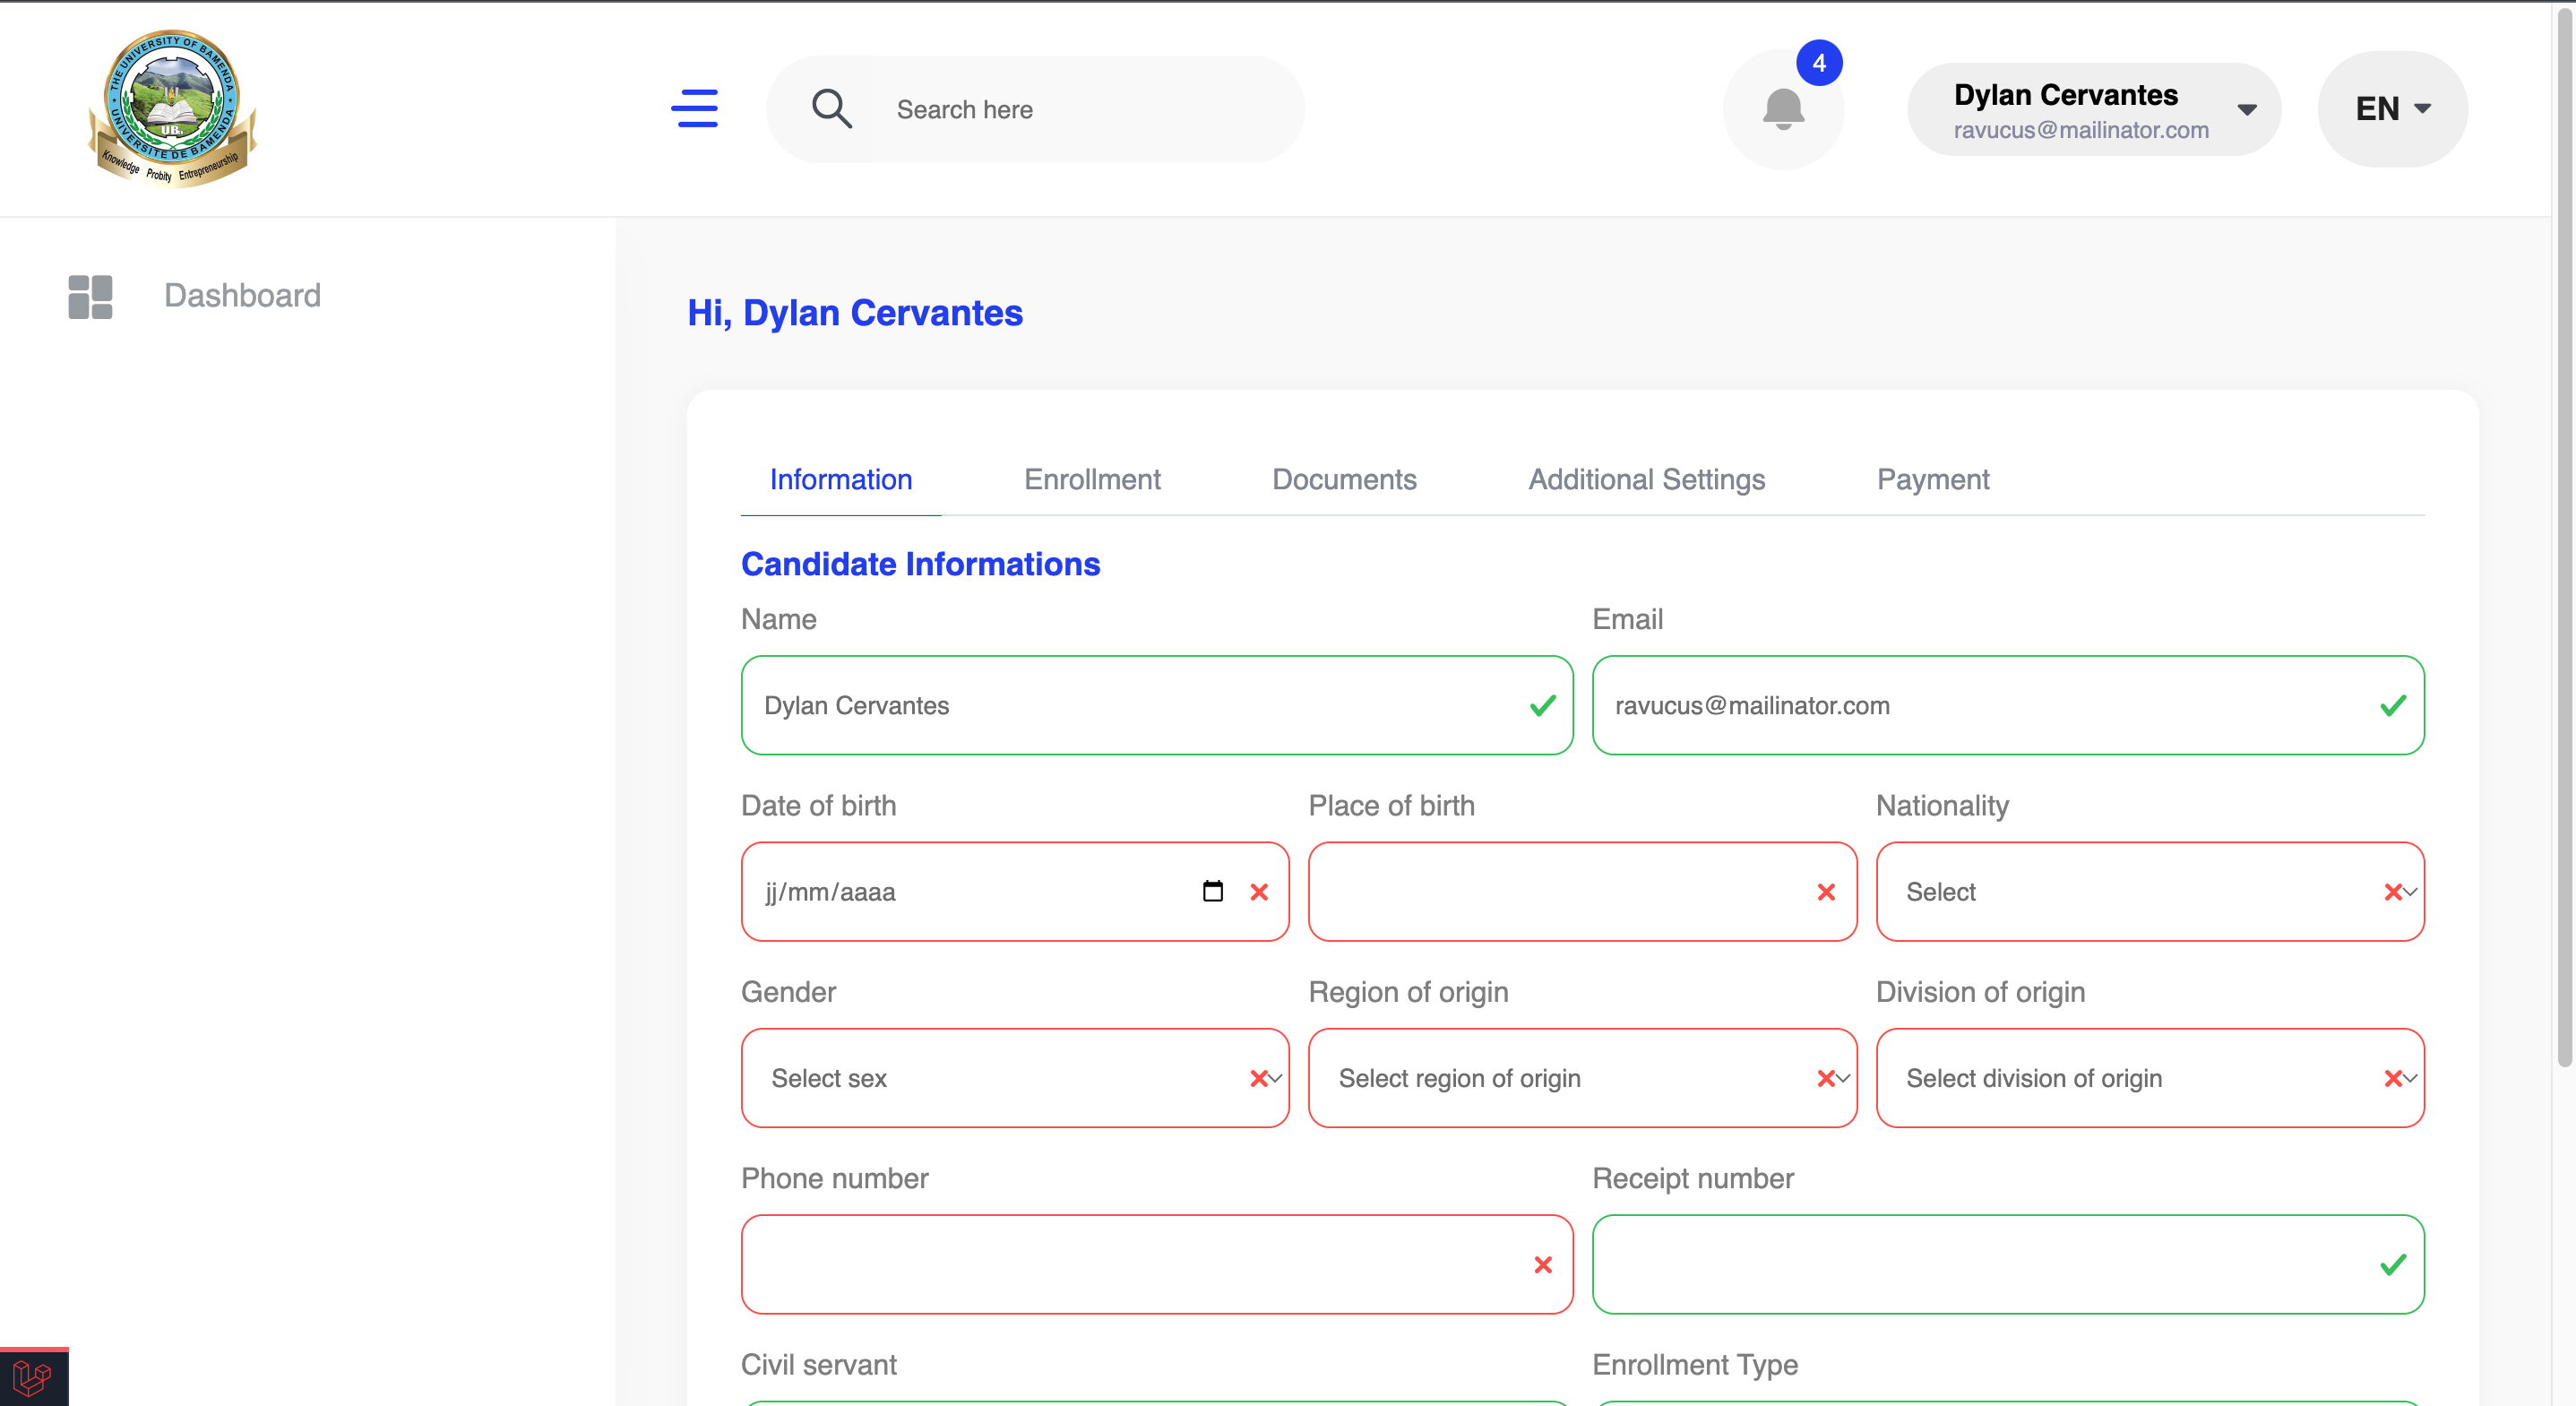 THE UNIVERSITY OF BAMENDA
UNIVERSITE DE BAMENDA
UBa
Knowledge Probity Entrepreneurship
Search here
4
Dylan Cervantes
ravucus@mailinator.com
EN
Dashboard
Hi, Dylan Cervantes
Information Enrollment Documents Additional Settings Payment
Candidate Informations
Name Email
Dylan Cervantes ravucus@mailinator.com
Date of birth Place of birth Nationality
jj/mm/aaaa Select
Gender Region of origin Division of origin
Select sex Select region of origin Select division of origin
Phone number Receipt number
Civil servant Enrollment Type